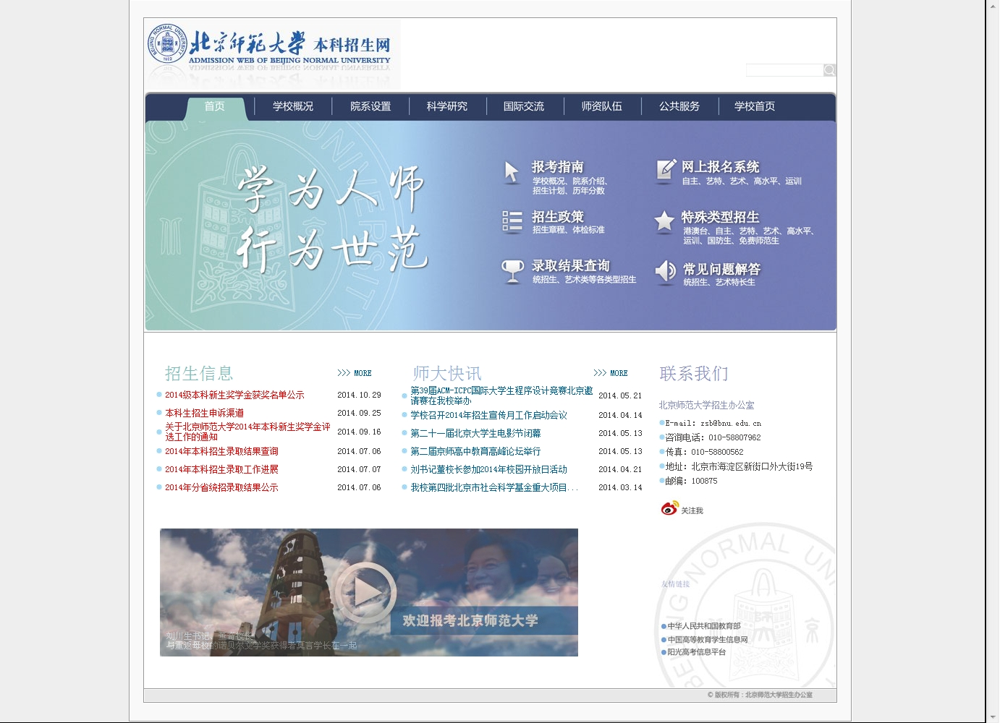 北京师范大学 本科招生网
ADMISSION WEB OF BEIJING NORMAL UNIVERSITY
首页 学校概况 院系设置 科学研究 国际交流 师资队伍 公共服务 学校首页
学为人师
行为世范
报考指南
学校概况、院系介绍、
招生计划、历年分数
网上报名系统
自主、艺特、艺术、高水平、运训
招生政策
招生章程、体检标准
特殊类型招生
港澳台、自主、艺特、艺术、高水平、
运训、国防生、免费师范生
录取结果查询
统招生、艺术类等各类型招生
常见问题解答
统招生、艺术特长生
招生信息 >>> MORE
2014级本科新生奖学金获奖名单公示 2014.10.29
本科生招生申诉渠道 2014.09.25
关于北京师范大学2014年本科新生奖学金评
选工作的通知 2014.09.16
2014年本科招生录取结果查询 2014.07.06
2014年本科招生录取工作进展 2014.07.07
2014年分省统招录取结果公示 2014.07.06
师大快讯 >>> MORE
第39届ACM-ICPC国际大学生程序设计竞赛北京邀
请赛在我校举办 2014.05.21
学校召开2014年招生宣传月工作启动会议 2014.04.14
第二十一届北京大学生电影节闭幕 2014.05.13
第二届京师高中教育高峰论坛举行 2014.05.13
刘书记董校长参加2014年校园开放日活动 2014.04.21
我校第四批北京市社会科学基金重大项目... 2014.03.14
联系我们
北京师范大学招生办公室
E-mail: zsb@bnu.edu.cn
咨询电话: 010-58807962
传真: 010-58800562
地址: 北京市海淀区新街口外大街19号
邮编: 100875
关注我
欢迎报考北京师范大学
刘川生书记、董奇校长
与重返母校的诺贝尔文学奖获得者莫言学长在一起
友情链接
中华人民共和国教育部
中国高等教育学生信息网
阳光高考信息平台
© 版权所有：北京师范大学招生办公室